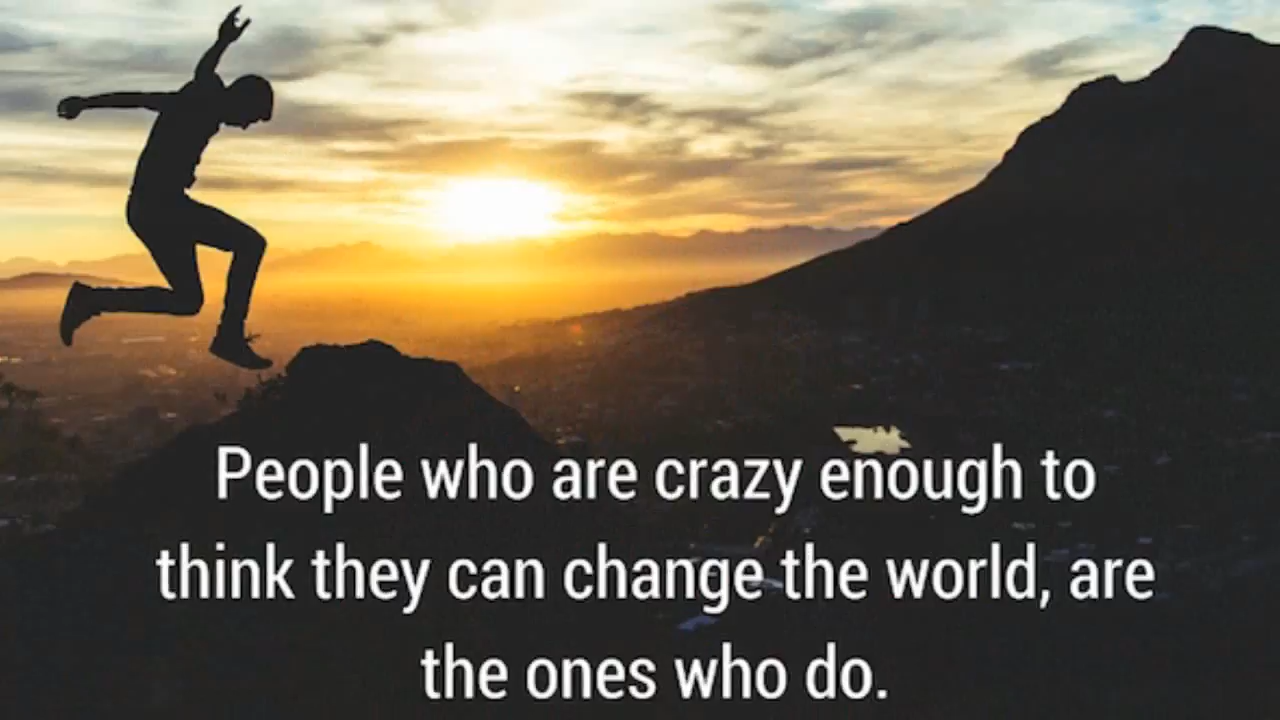 People who are crazy enough to
think they can change the world, are
the ones who do.